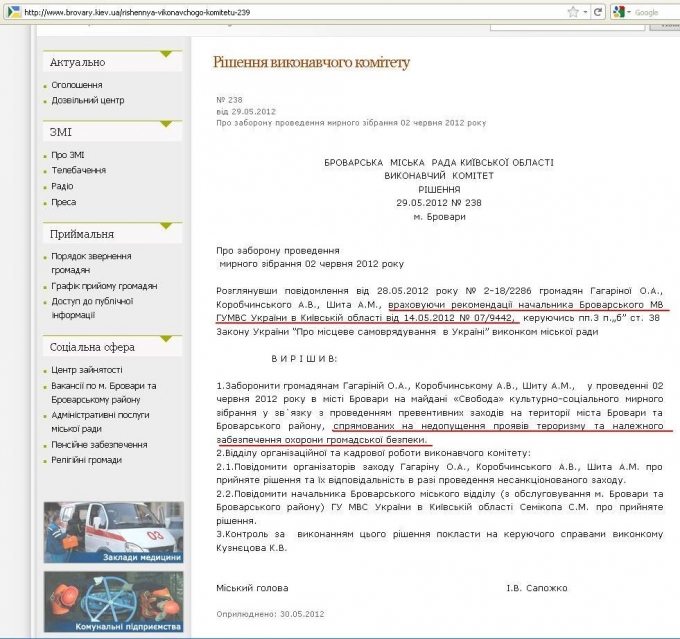 http://www.brovary.kiev.ua/rishennya-vikonavchogo-komitetu-239
Google
Актуально
Оголошення
Дозвільний центр
ЗМІ
Про ЗМІ
Телебачення
Радіо
Преса
Приймальня
Порядок звернення
громадян
Графік прийому громадян
Доступ до публічної
інформації
Соціальна сфера
Центр зайнятості
Вакансії по м. Бровари та
Броварському району
Адміністративні послуги
міської ради
Пенсійне забезпечення
Релігійні громади
03
Заклади медицини
Комунальні підприємства
Рішення виконавчого комітету
№ 238
від 29.05.2012
Про заборону проведення мирного зібрання 02 червня 2012 року
БРОВАРСЬКА МІСЬКА РАДА КИЇВСЬКОЇ ОБЛАСТІ
ВИКОНАВЧИЙ КОМІТЕТ
РІШЕННЯ
29.05.2012 № 238
м. Бровари
Про заборону проведення
мирного зібрання 02 червня 2012 року
Розглянувши повідомлення від 28.05.2012 року № 2-18/2286 громадян Гагаріної О.А.,
Коробчинського А.В., Шита А.М., враховуючи рекомендації начальника Броварського МВ
ГУМВС України в Київській області від 14.05.2012 № 07/9442, керуючись пп.3 п.„б" ст. 38
Закону України "Про місцеве самоврядування в Україні" виконком міської ради
В И Р І Ш И В:
1.Заборонити громадянам Гагаріній О.А., Коробчинському А.В., Шиту А.М., у проведенні 02
червня 2012 року в місті Бровари на майдані «Свобода» культурно-соціального мирного
зібрання у зв`язку з проведенням превентивних заходів на території міста Бровари та
Броварського району, спрямованих на недопущення проявів тероризму та належного
забезпечення охорони громадської безпеки.
2.Відділу організаційної та кадрової роботи виконавчого комітету:
2.1.Повідомити організаторів заходу Гагаріну О.А., Коробчинського А.В., Шита А.М. про
прийняте рішення та їх відповідальність в разі проведення несанкціонованого заходу.
2.2.Повідомити начальника Броварського міського відділу (з обслуговування м. Бровари та
Броварського району) ГУ МВС України в Київській області Семікопа С.М. про прийняте
рішення.
3.Контроль за виконанням цього рішення покласти на керуючого справами виконкому
Кузнєцова К.В.
Міський голова І.В. Сапожко
Оприлюднено: 30.05.2012